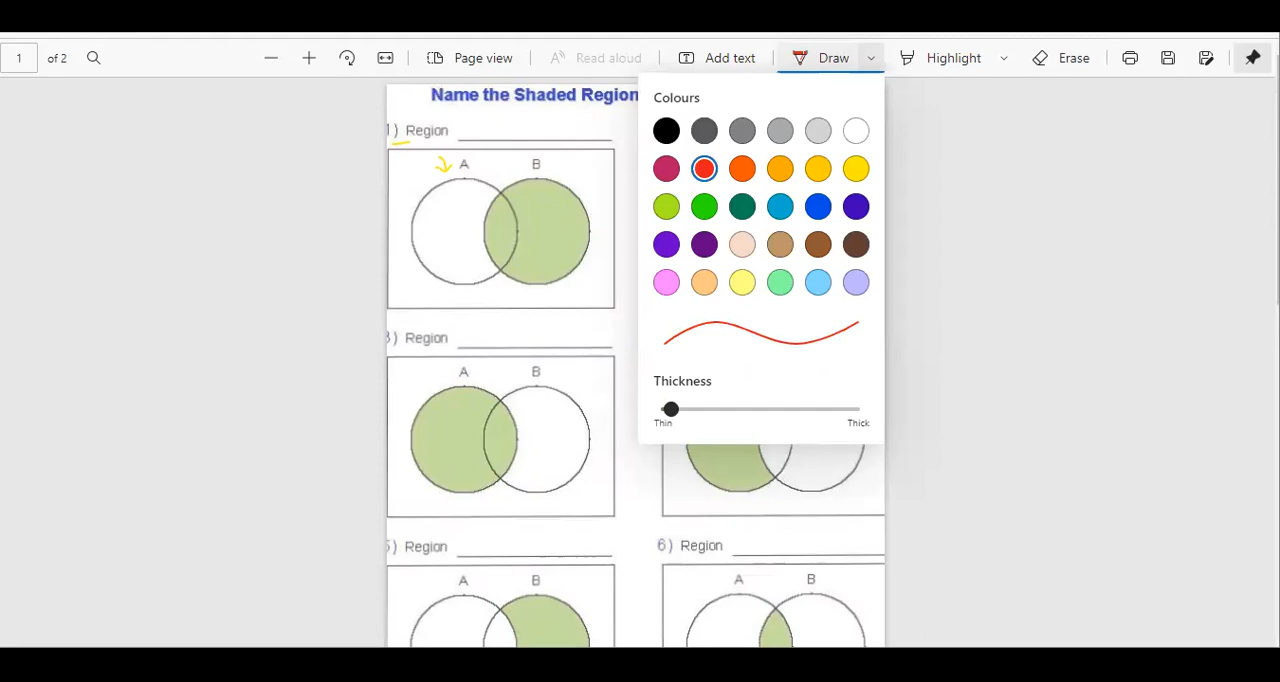 1 of 2 Page view Read aloud Add text Draw Highlight Erase
Name the Shaded Region
1) Region
A B
3) Region
A B
5) Region
A B
6) Region
A B
Colours
Thickness
Thin Thick